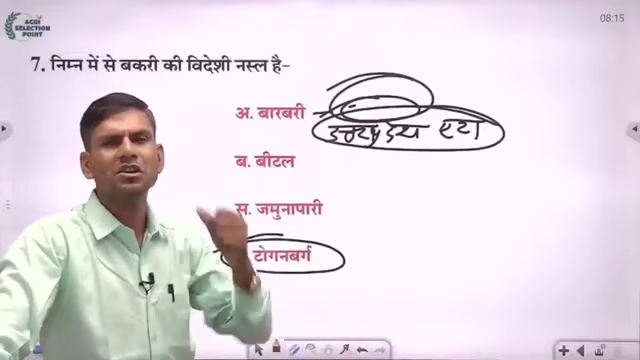 AGRI
SELECTION
POINT
08:15
7. निम्न में से बकरी की विदेशी नस्ल है-
अ. बारबरी
उत्तर प्रदेश एटा
ब. बीटल
स. जमुनापारी
टोगनबर्ग